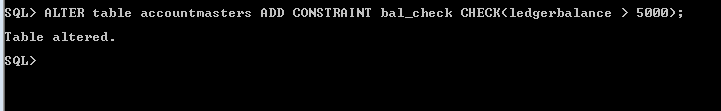 SQL> ALTER table accountmasters ADD CONSTRAINT bal_check CHECK(ledgerbalance > 5000);
Table altered.
SQL>